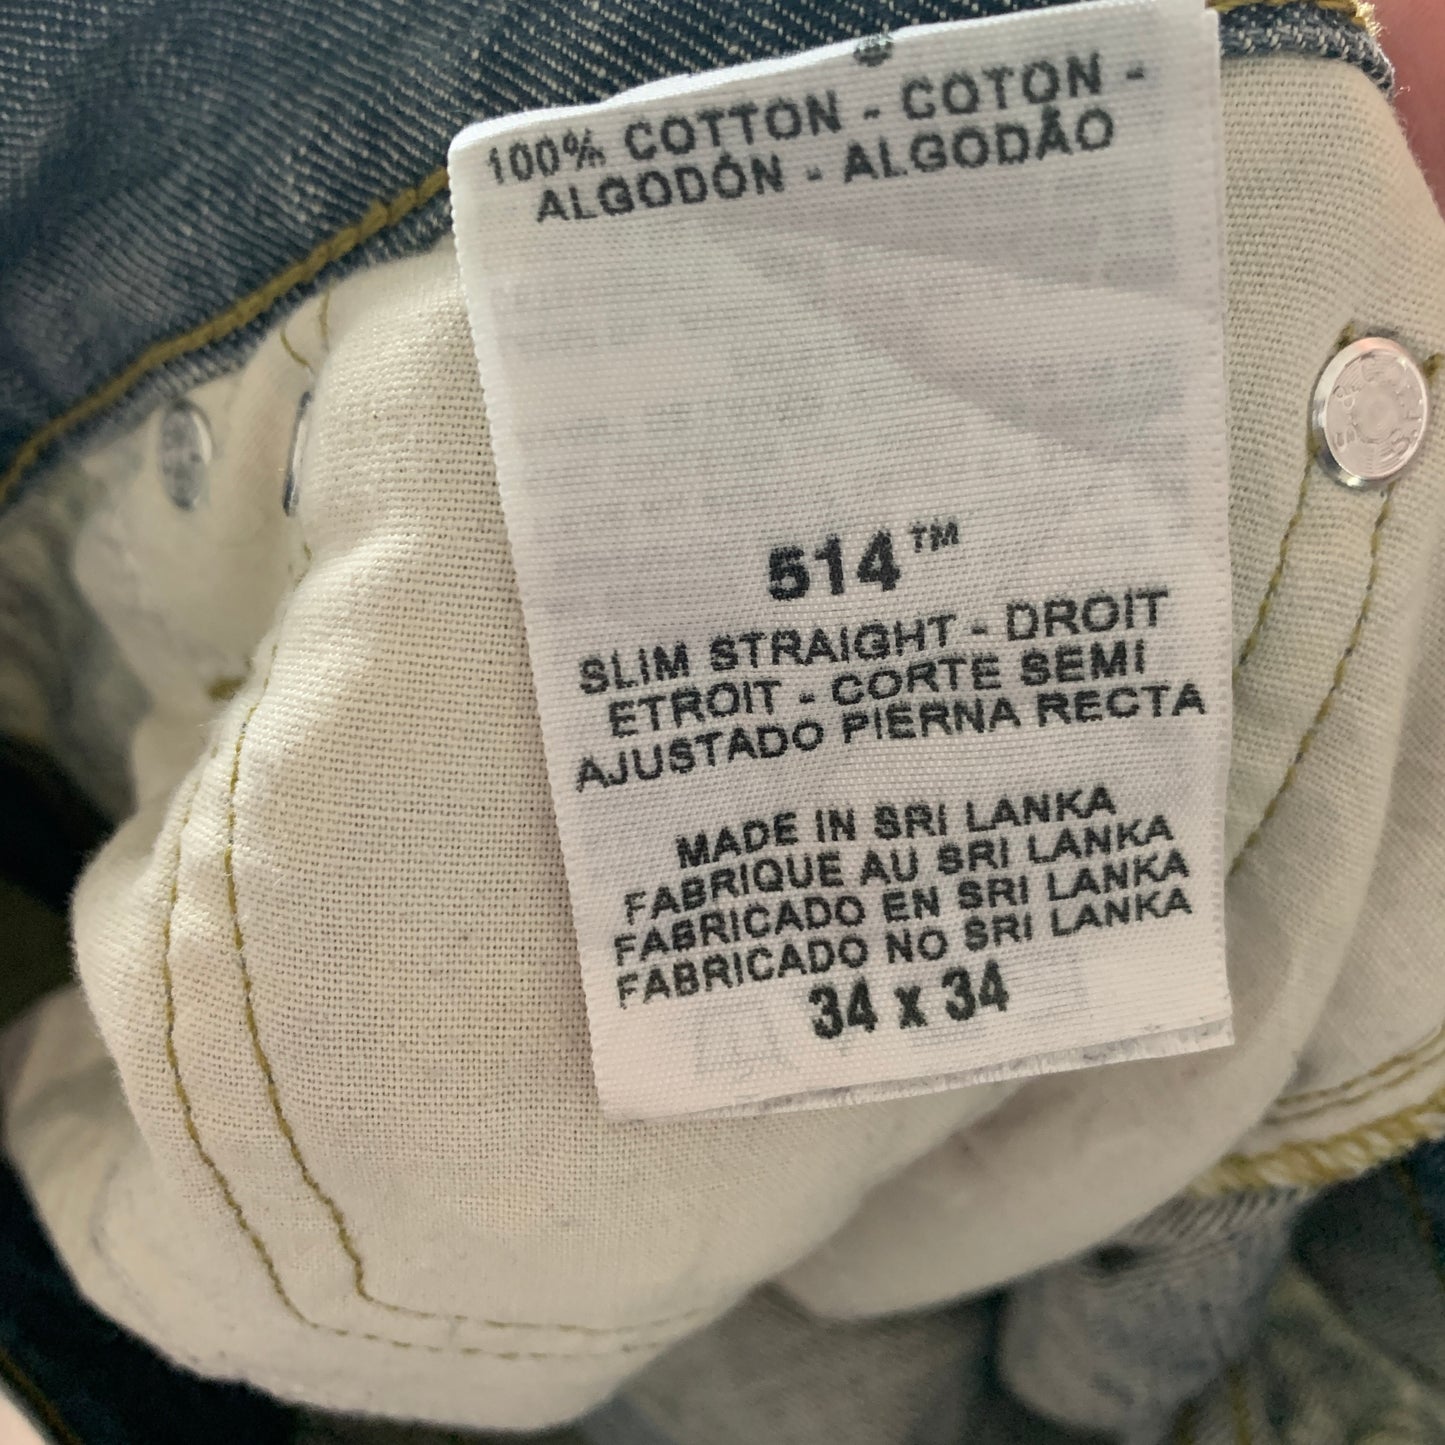 100% COTTON - COTON -
ALGODÓN - ALGODÃO
514™
SLIM STRAIGHT - DROIT
ETROIT - CORTE SEMI
AJUSTADO PIERNA RECTA
MADE IN SRI LANKA
FABRIQUE AU SRI LANKA
FABRICADO EN SRI LANKA
FABRICADO NO SRI LANKA
34 x 34